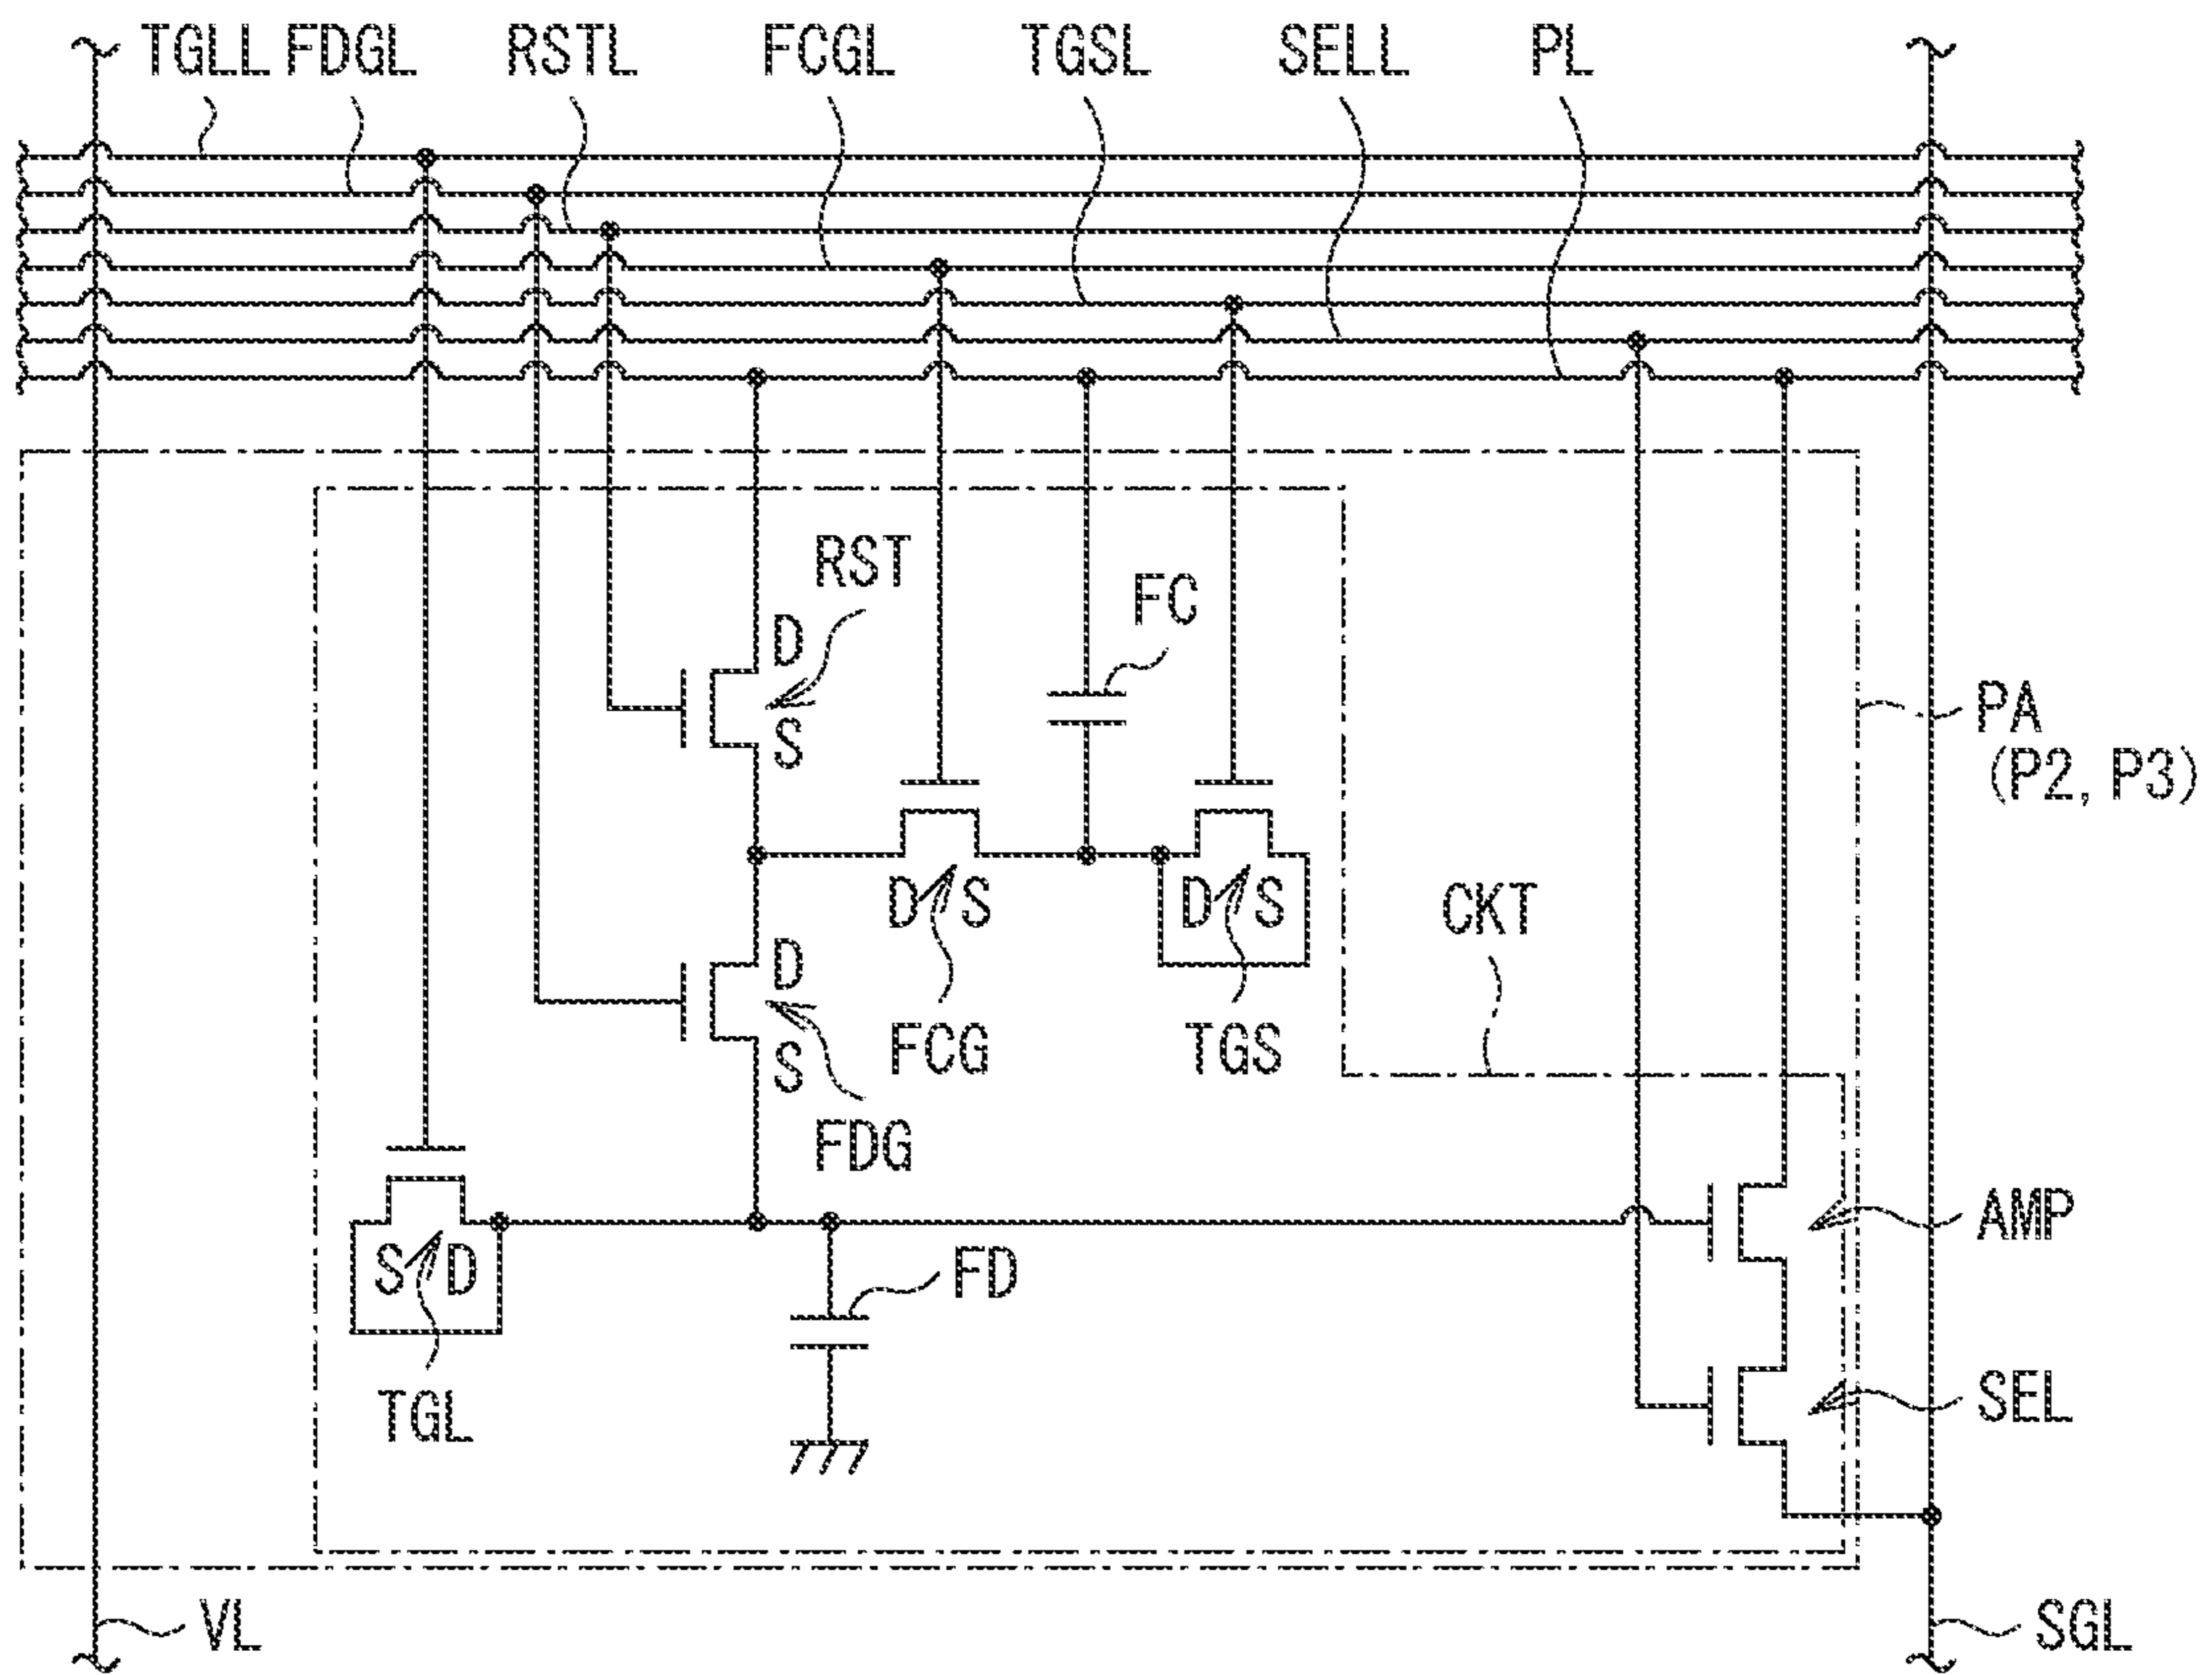 TGLL FDGL RSTL FCGL TGSL SELL PL
RST
FC
D
S
PA
(P2, P3)
D S
D S
CKT
D
S
FCG
TGS
FDG
AMP
S D
FD
TGL
SEL
VL
SGL